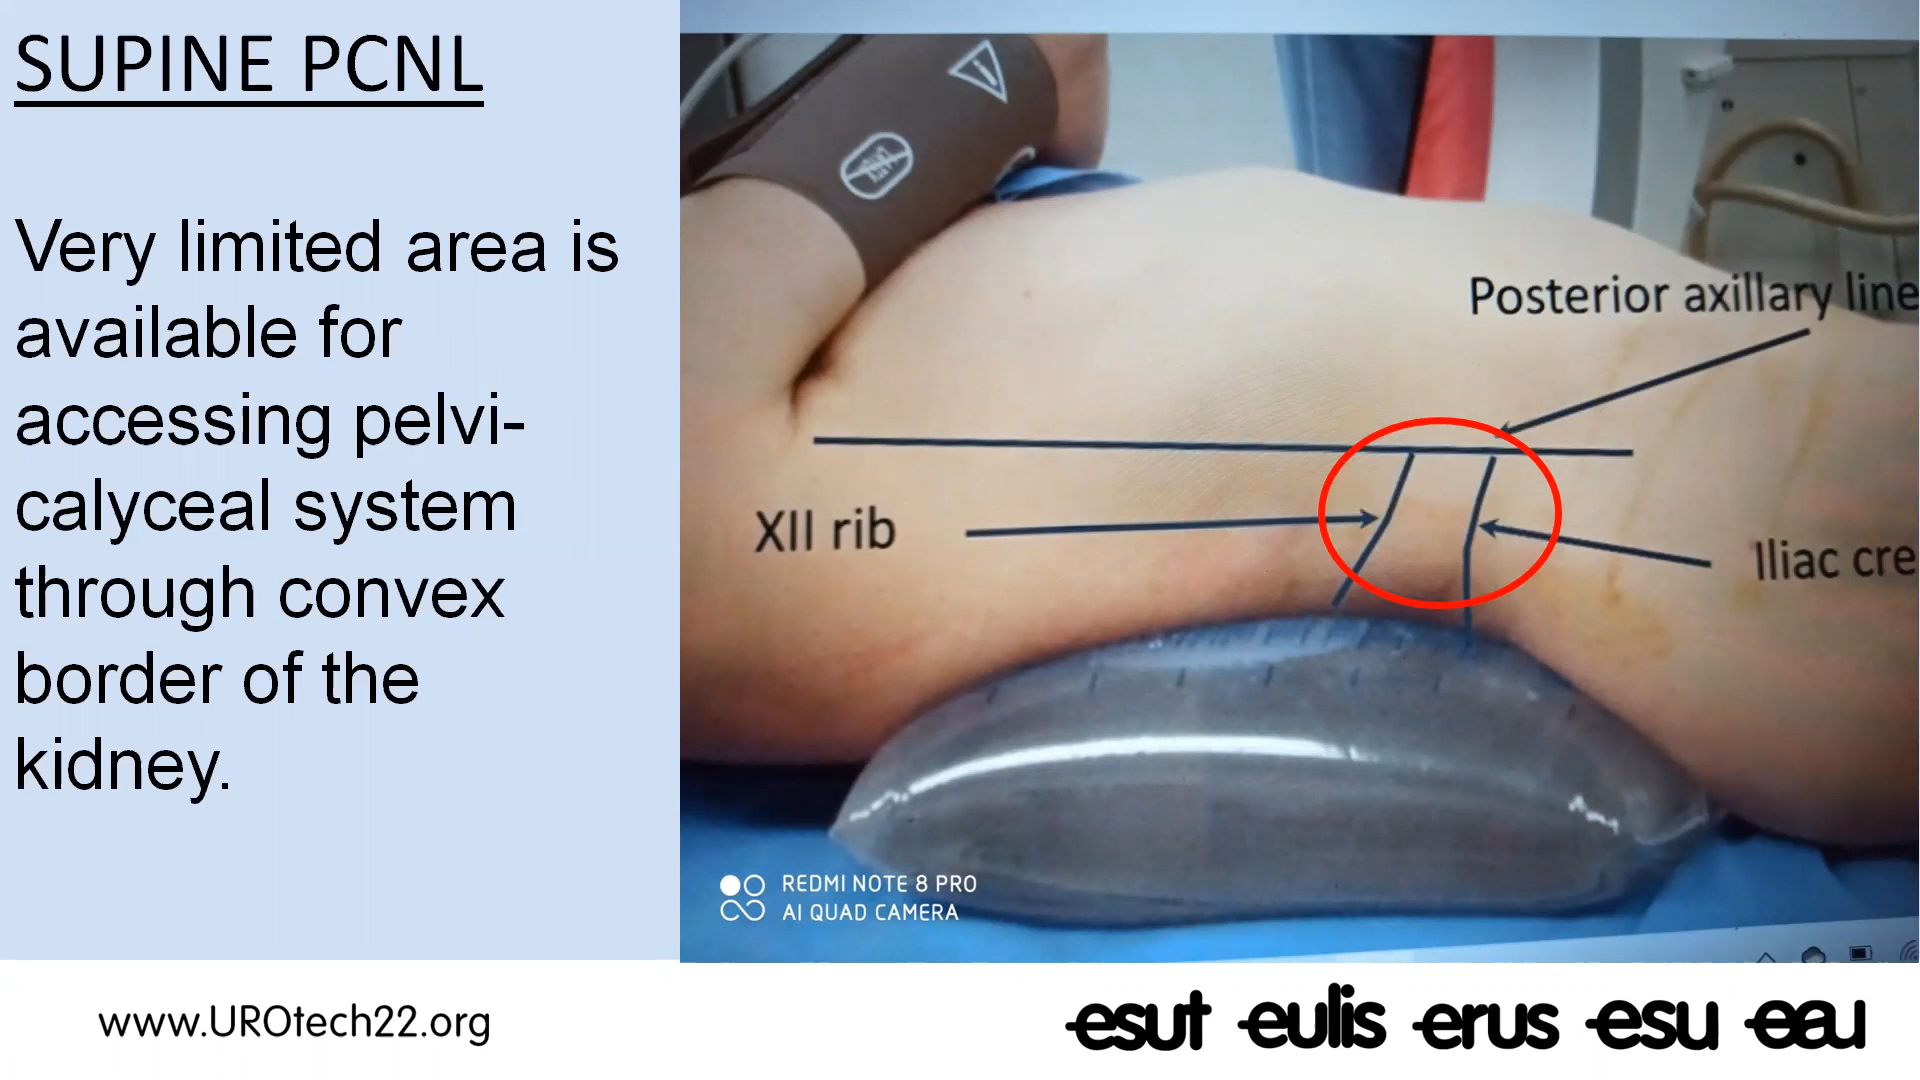 SUPINE PCNL
Very limited area is
available for
accessing pelvi-
calyceal system
through convex
border of the
kidney.
Posterior axillary line
XII rib
Iliac cre
REDMI NOTE 8 PRO
AI QUAD CAMERA
www.UROtech22.org
esut eulis erus esu eau